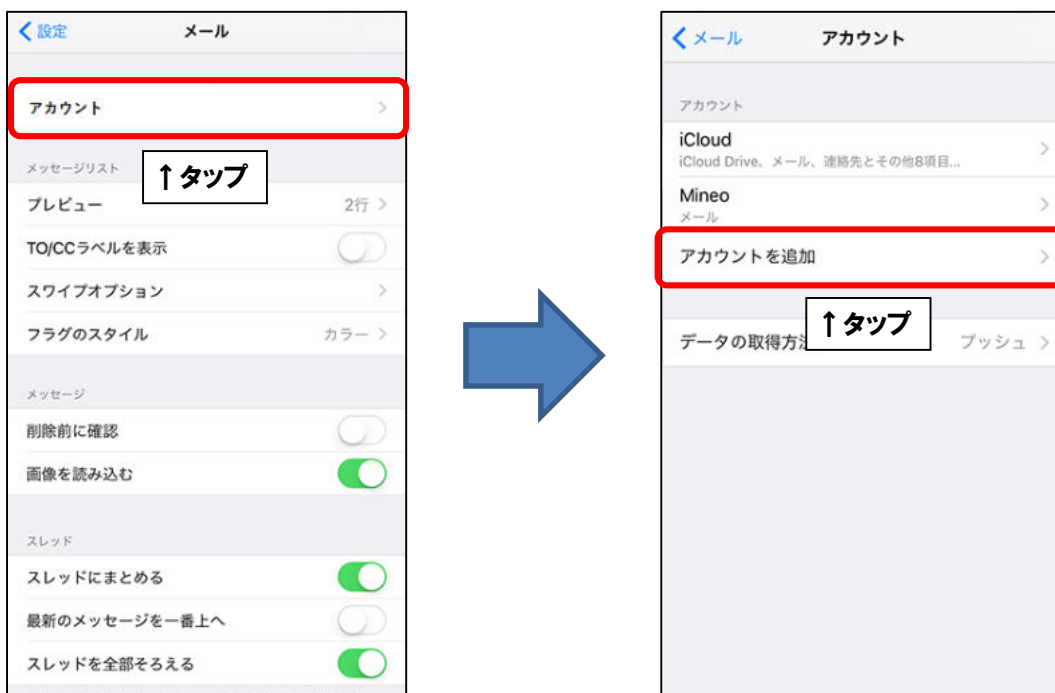 設定
メール
アカウント
↑タップ
メッセージリスト
プレビュー 2行
TO/CCラベルを表示
スワイプオプション
フラグのスタイル カラー
メッセージ
削除前に確認
画像を読み込む
スレッド
スレッドにまとめる
最新のメッセージを一番上へ
スレッドを全部そろえる
メール
アカウント
アカウント
iCloud
iCloud Drive、メール、連絡先とその他8項目...
Mineo
メール
アカウントを追加
↑タップ
データの取得方 プッシュ